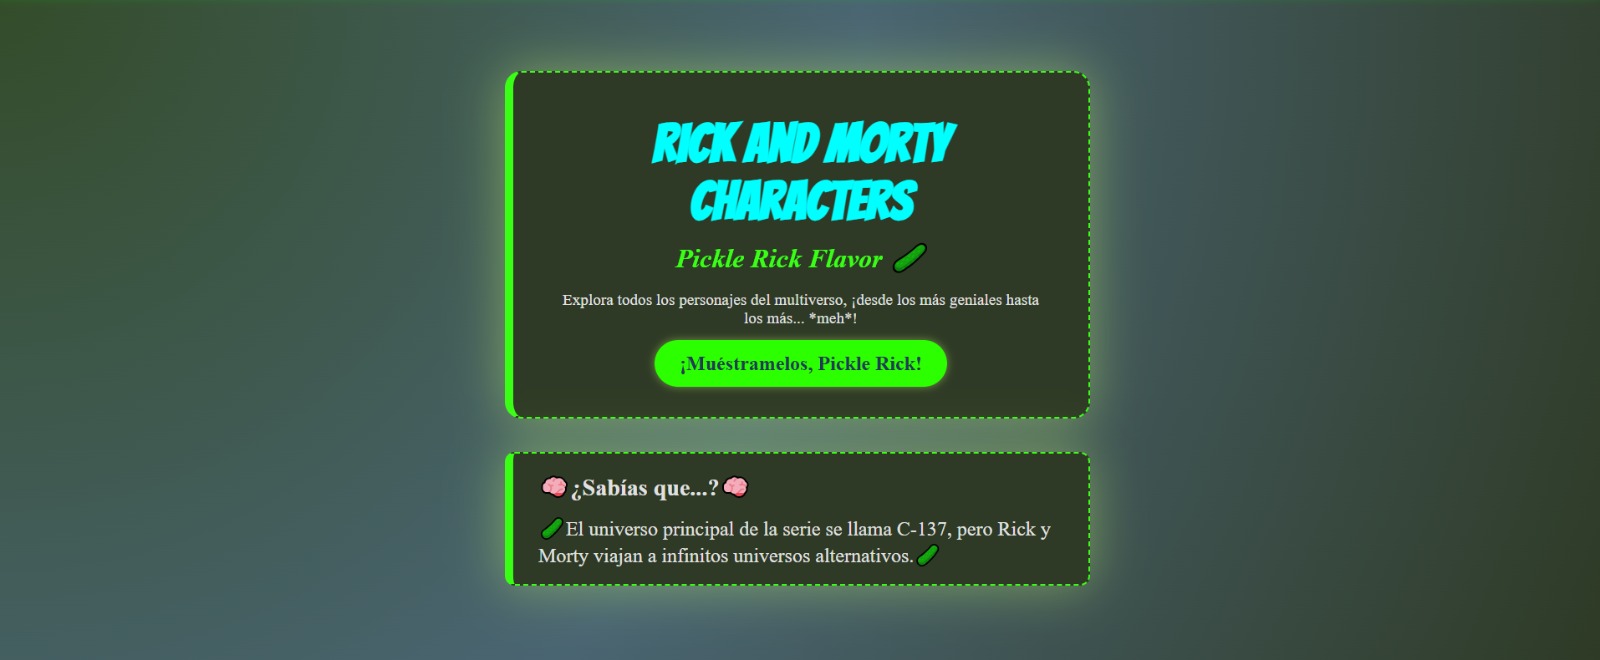 RICK AND MORTY
CHARACTERS
Pickle Rick Flavor 🥒
Explora todos los personajes del multiverso, ¡desde los más geniales hasta
los más... *meh*!
¡Muéstramelos, Pickle Rick!
🧠¿Sabías que...?🧠
🥒El universo principal de la serie se llama C-137, pero Rick y
Morty viajan a infinitos universos alternativos.🥒